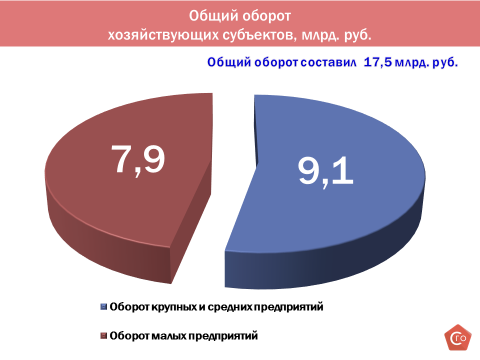 Общий оборот
хозяйствующих субъектов, млрд. руб.
Общий оборот составил 17,5 млрд. руб.
7,9
9,1
Оборот крупных и средних предприятий
Оборот малых предприятий